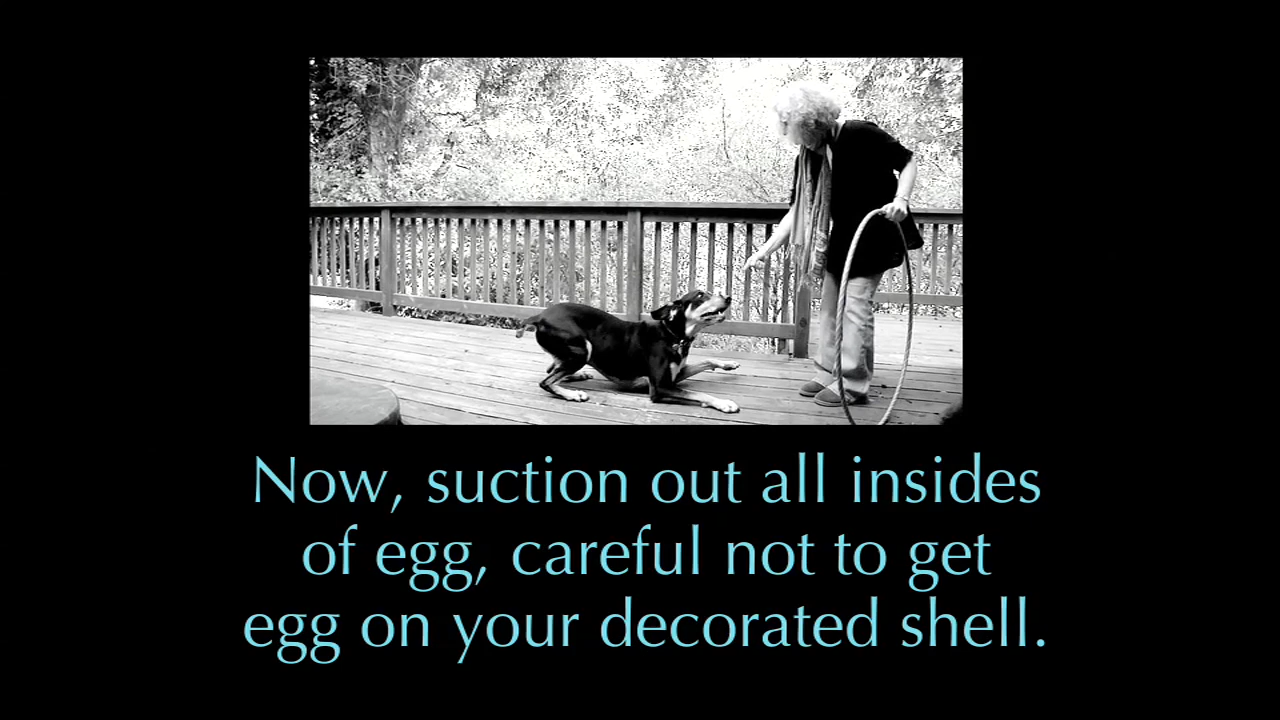 Now, suction out all insides
of egg, careful not to get
egg on your decorated shell.